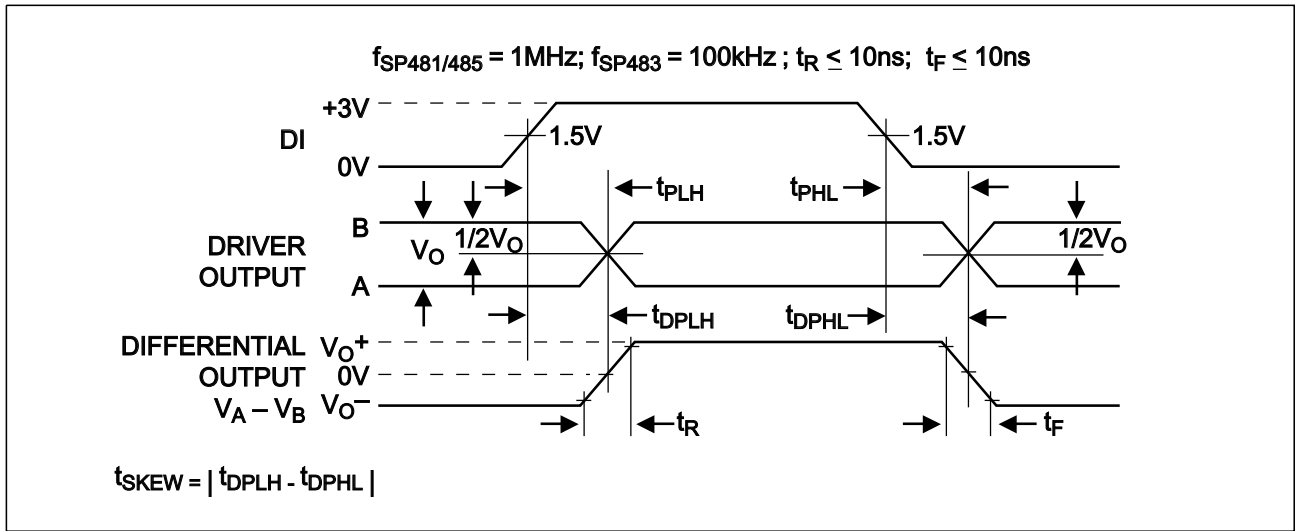 fSP481/485 = 1MHz; fSP483 = 100kHz ; tR ≤ 10ns; tF ≤ 10ns
+3V
DI
1.5V
1.5V
0V
tPLH
tPHL
B
DRIVER
OUTPUT
VO
1/2VO
1/2VO
A
tDPLH
tDPHL
DIFFERENTIAL
OUTPUT
VA – VB
VO+
0V
VO–
tR
tF
tSKEW = | tDPLH - tDPHL |